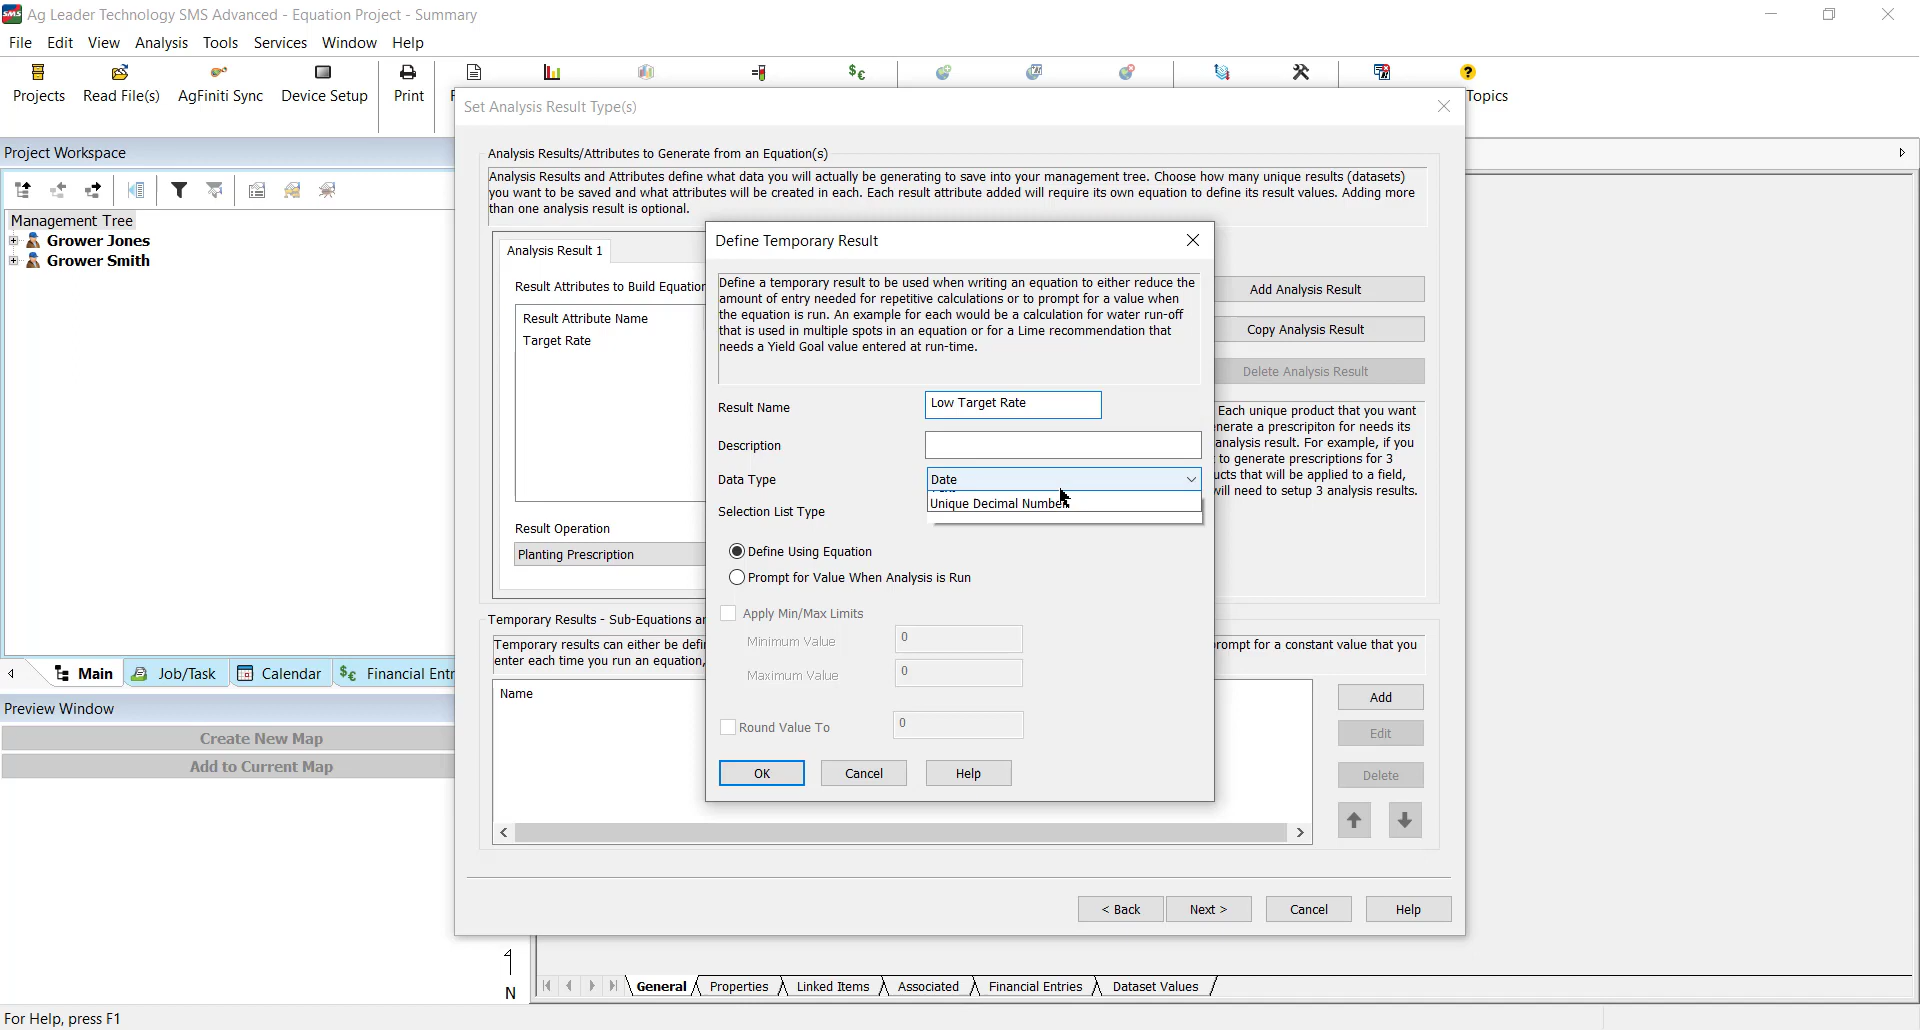 Ag Leader Technology SMS Advanced - Equation Project - Summary
File Edit View Analysis Tools Services Window Help
Projects Read File(s) AgFiniti Sync Device Setup Print Topics
Set Analysis Result Type(s)
Project Workspace
Management Tree
Grower Jones
Grower Smith
Main Job/Task Calendar Financial Entr
Preview Window
Create New Map
Add to Current Map
N
Analysis Results/Attributes to Generate from an Equation(s)
Analysis Results and Attributes define what data you will actually be generating to save into your management tree. Choose how many unique results (datasets)
you want to be saved and what attributes will be created in each. Each result attribute added will require its own equation to define its result values. Adding more
than one analysis result is optional.
Analysis Result 1
Result Attributes to Build Equation
Result Attribute Name
Target Rate
Result Operation
Planting Prescription
Add Analysis Result
Copy Analysis Result
Delete Analysis Result
Each unique product that you want
enerate a prescripiton for needs its
analysis result. For example, if you
to generate prescriptions for 3
ucts that will be applied to a field,
will need to setup 3 analysis results.
Define Temporary Result
Define a temporary result to be used when writing an equation to either reduce the
amount of entry needed for repetitive calculations or to prompt for a value when
the equation is run. An example for each would be a calculation for water run-off
that is used in multiple spots in an equation or for a Lime recommendation that
needs a Yield Goal value entered at run-time.
Result Name Low Target Rate
Description
Data Type Date
Unique Decimal Number
Selection List Type
Define Using Equation
Prompt for Value When Analysis is Run
Apply Min/Max Limits
Minimum Value 0
Maximum Value 0
Round Value To 0
OK Cancel Help
Temporary Results - Sub-Equations ar
Temporary results can either be defi
enter each time you run an equation,
prompt for a constant value that you
Name
Add
Edit
Delete
< Back Next > Cancel Help
General Properties Linked Items Associated Financial Entries Dataset Values
For Help, press F1